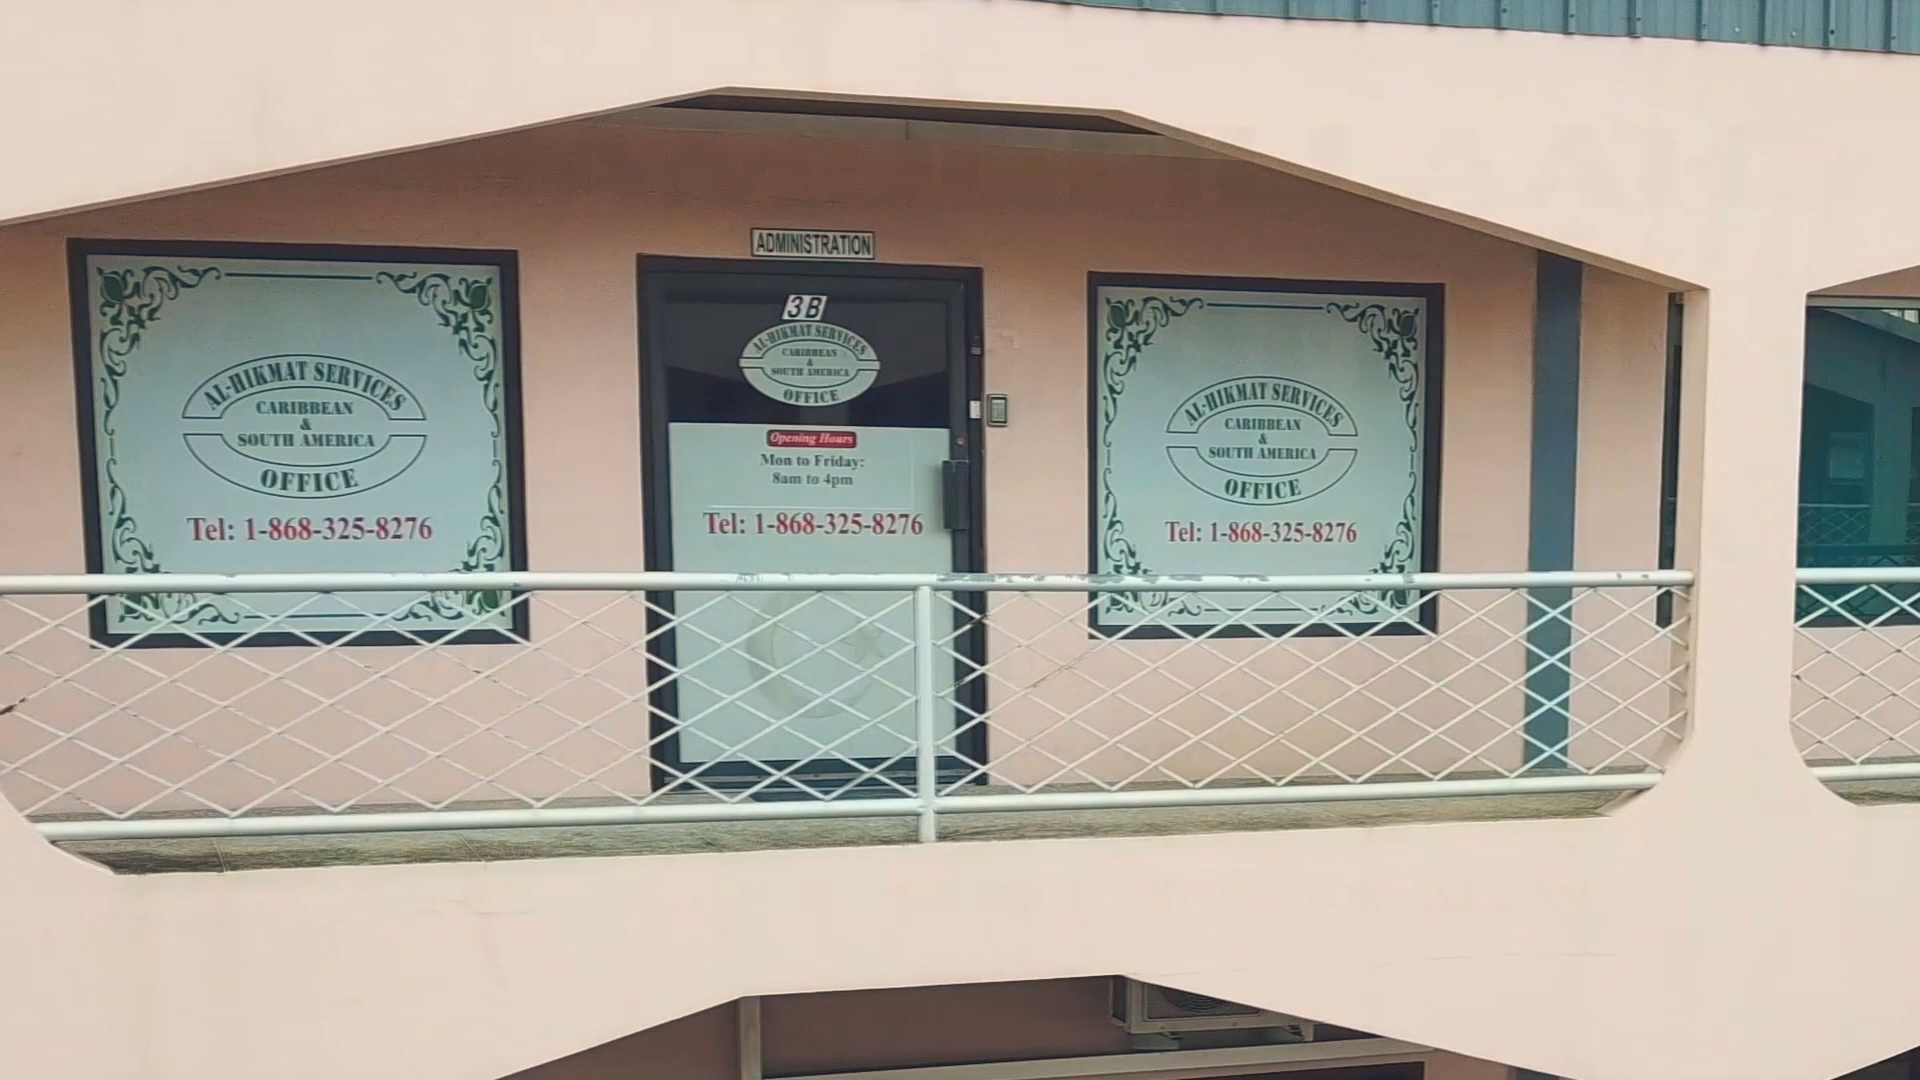 ADMINISTRATION
AL-HIKMAT SERVICES
CARIBBEAN
&
SOUTH AMERICA
OFFICE
Tel: 1-868-325-8276
3B
AL-HIKMAT SERVICES
CARIBBEAN
&
SOUTH AMERICA
OFFICE
Opening Hours
Mon to Friday:
8am to 4pm
Tel: 1-868-325-8276
AL-HIKMAT SERVICES
CARIBBEAN
&
SOUTH AMERICA
OFFICE
Tel: 1-868-325-8276